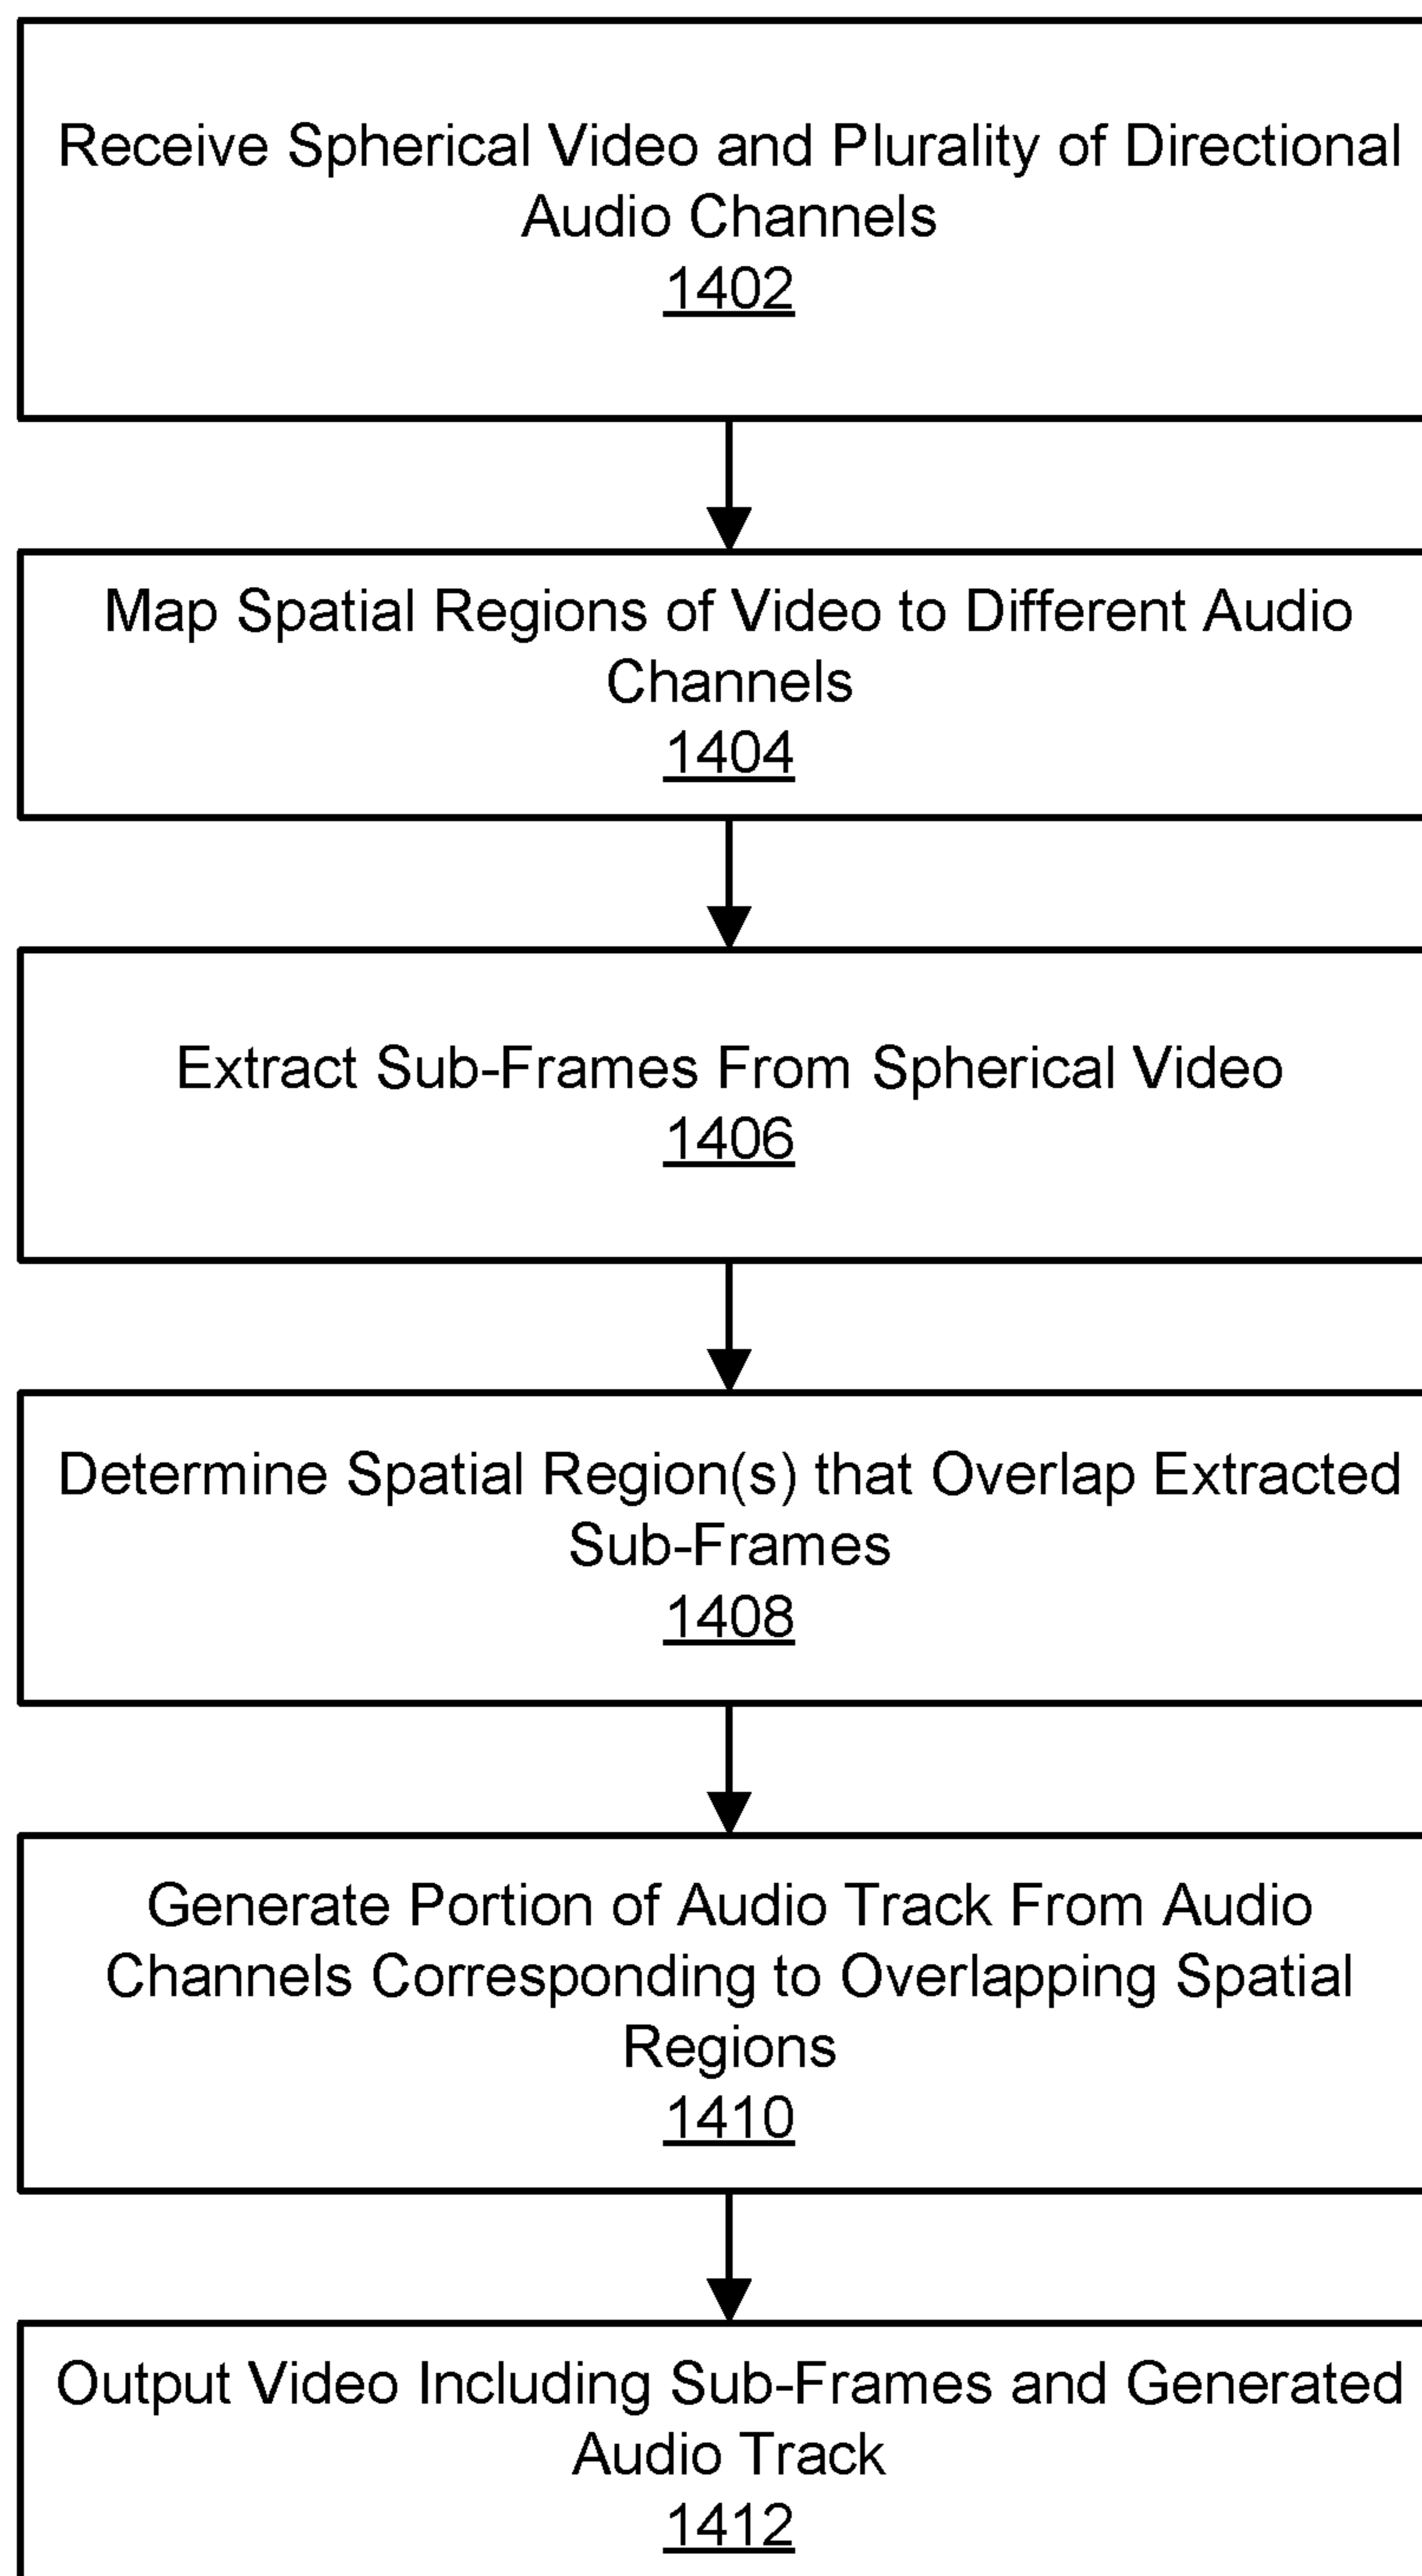 Receive Spherical Video and Plurality of Directional
Audio Channels
1402
Map Spatial Regions of Video to Different Audio
Channels
1404
Extract Sub-Frames From Spherical Video
1406
Determine Spatial Region(s) that Overlap Extracted
Sub-Frames
1408
Generate Portion of Audio Track From Audio
Channels Corresponding to Overlapping Spatial
Regions
1410
Output Video Including Sub-Frames and Generated
Audio Track
1412